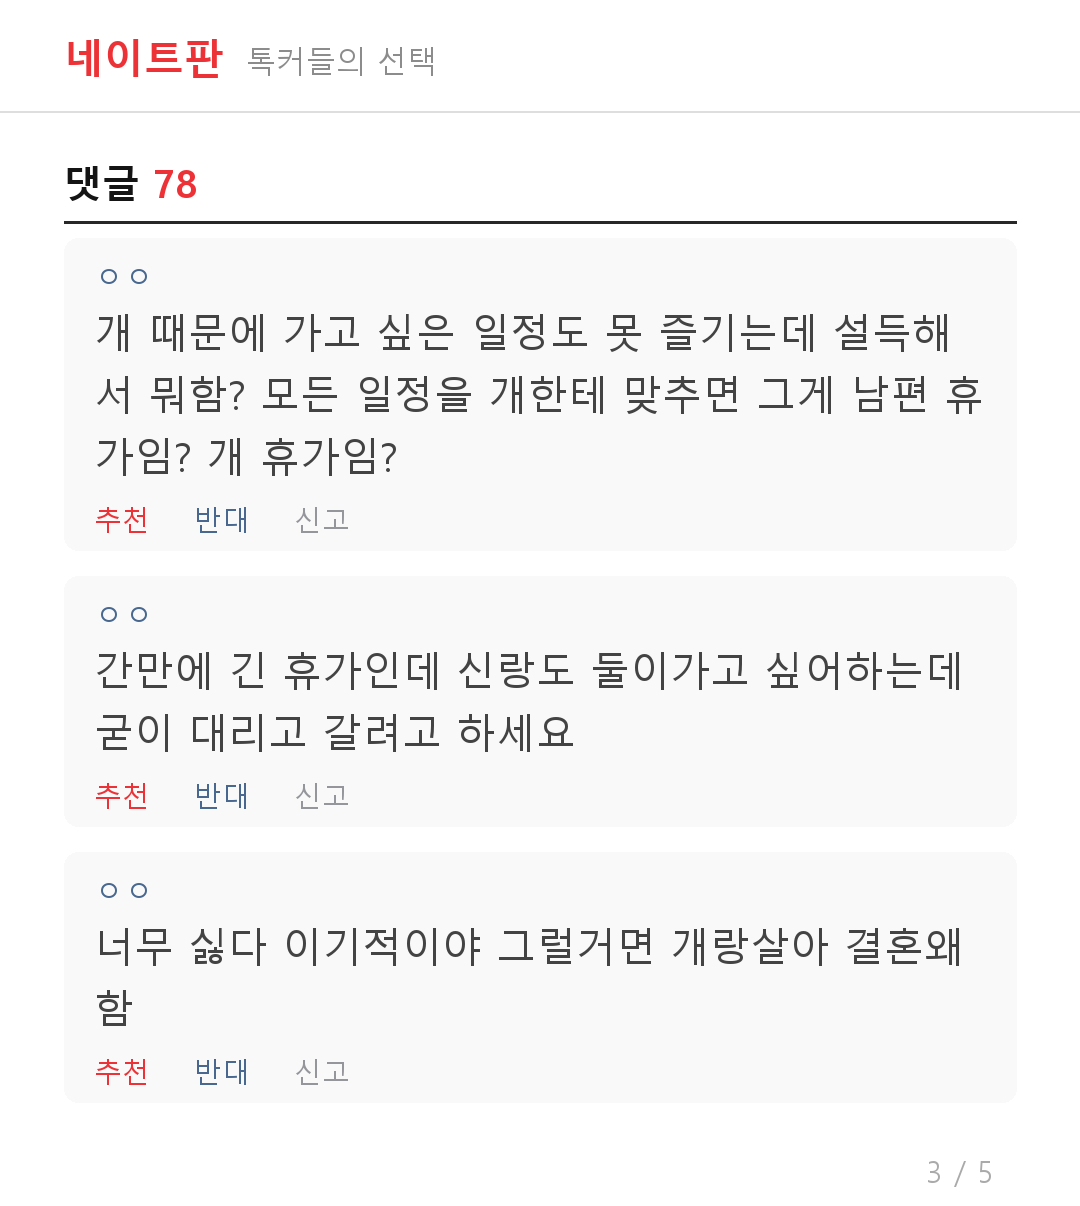 네이트판 톡커들의 선택
댓글 78
ㅇㅇ
개 때문에 가고 싶은 일정도 못 즐기는데 설득해
서 뭐함? 모든 일정을 개한테 맞추면 그게 남편 휴
가임? 개 휴가임?
추천 반대 신고
ㅇㅇ
간만에 긴 휴가인데 신랑도 둘이가고 싶어하는데
굳이 대리고 갈려고 하세요
추천 반대 신고
ㅇㅇ
너무 싫다 이기적이야 그럴거면 개랑살아 결혼왜
함
추천 반대 신고
3 / 5